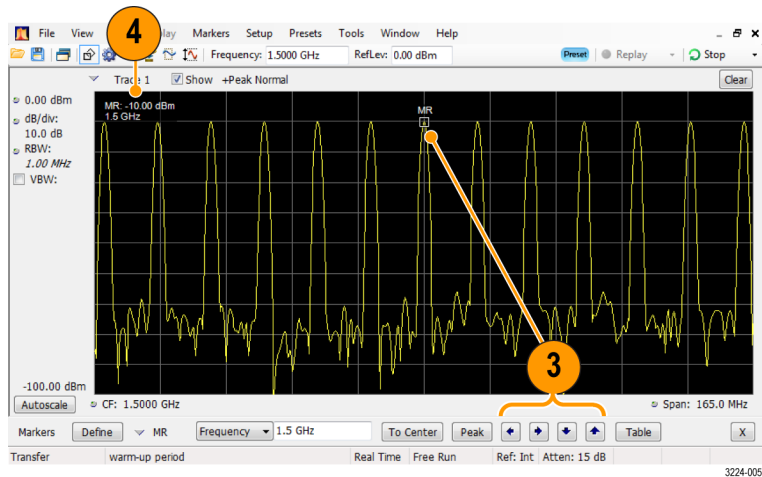 File View Markers Setup Presets Tools Window Help
4
Frequency: 1.5000 GHz RefLev: 0.00 dBm Preset Replay Stop
Trace 1 Show +Peak Normal Clear
0.00 dBm
dB/div:
10.0 dB
RBW:
1.00 MHz
VBW:
MR: -10.00 dBm
1.5 GHz
MR
3
-100.00 dBm
Autoscale CF: 1.5000 GHz Span: 165.0 MHz
Markers Define MR Frequency 1.5 GHz To Center Peak Table X
Transfer warm-up period Real Time Free Run Ref: Int Atten: 15 dB
3224-005